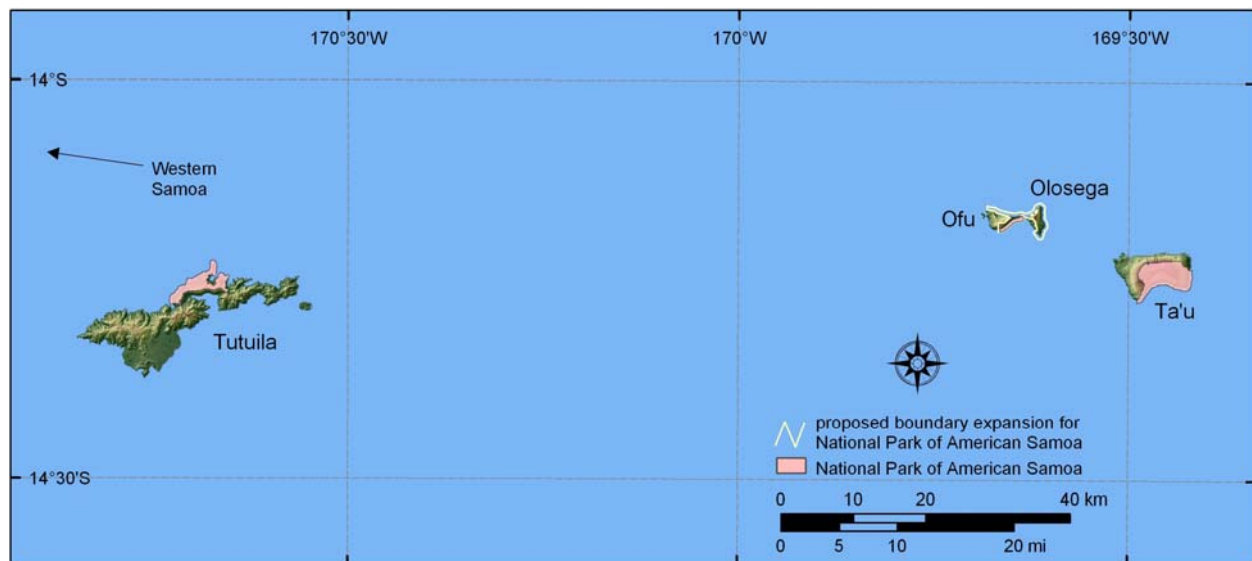 170°30'W
170°W
169°30'W
14°S
Western
Samoa
Olosega
Ofu
Ta'u
Tutuila
proposed boundary expansion for
National Park of American Samoa
National Park of American Samoa
14°30'S
0 10 20 40 km
0 5 10 20 mi